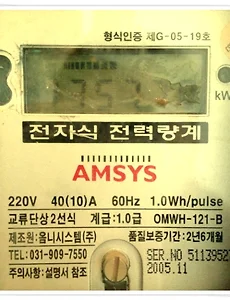 형식인증 제G-05-19호
kW
전자식 전력량계
AMSYS
220V 40(10)A 60Hz 1.0Wh/pulse
교류단상2선식 계급:1.0급 OMWH-121-B
제조원:옴니시스템(주) 품질보증기간:2년6개월
TEL:031-909-7550 SER.NO 5113952
주의사항:설명서 참조 2005.11